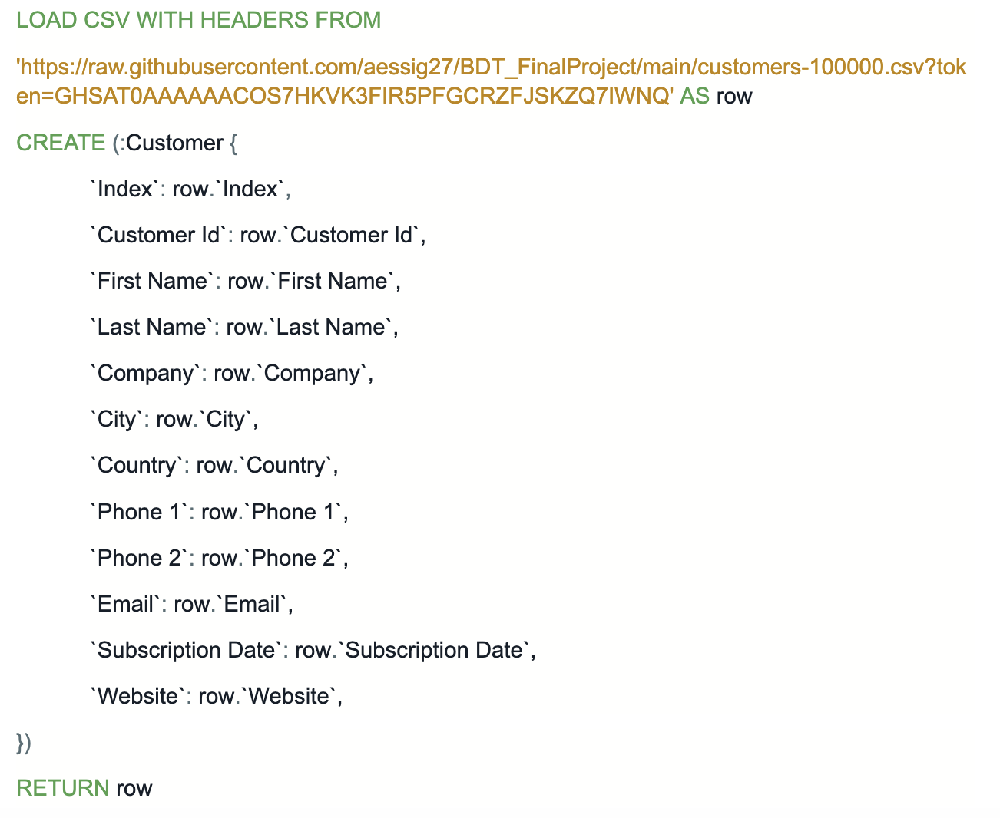 LOAD CSV WITH HEADERS FROM
'https://raw.githubusercontent.com/aessig27/BDT_FinalProject/main/customers-100000.csv?tok
en=GHSAT0AAAAAACOS7HKVK3FIR5PFGCRZFJSKZQ7IWNQ' AS row
CREATE (:Customer {
`Index`: row.`Index`,
`Customer Id`: row.`Customer Id`,
`First Name`: row.`First Name`,
`Last Name`: row.`Last Name`,
`Company`: row.`Company`,
`City`: row.`City`,
`Country`: row.`Country`,
`Phone 1`: row.`Phone 1`,
`Phone 2`: row.`Phone 2`,
`Email`: row.`Email`,
`Subscription Date`: row.`Subscription Date`,
`Website`: row.`Website`,
})
RETURN row